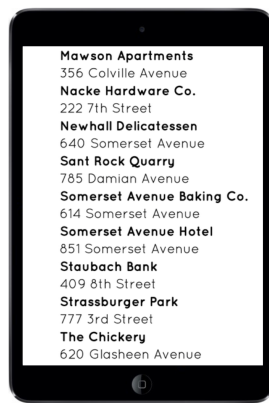 Mawson Apartments
356 Colville Avenue
Nacke Hardware Co.
222 7th Street
Newhall Delicatessen
640 Somerset Avenue
Sant Rock Quarry
785 Damian Avenue
Somerset Avenue Baking Co.
614 Somerset Avenue
Somerset Avenue Hotel
851 Somerset Avenue
Staubach Bank
409 8th Street
Strassburger Park
777 3rd Street
The Chickery
620 Glasheen Avenue